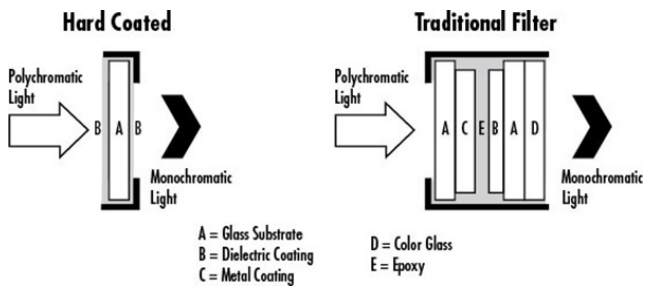 Hard Coated
Traditional Filter
Polychromatic
Light
B A B
Monochromatic
Light
Polychromatic
Light
A C E B A D
Monochromatic
Light
A = Glass Substrate
B = Dielectric Coating
C = Metal Coating
D = Color Glass
E = Epoxy